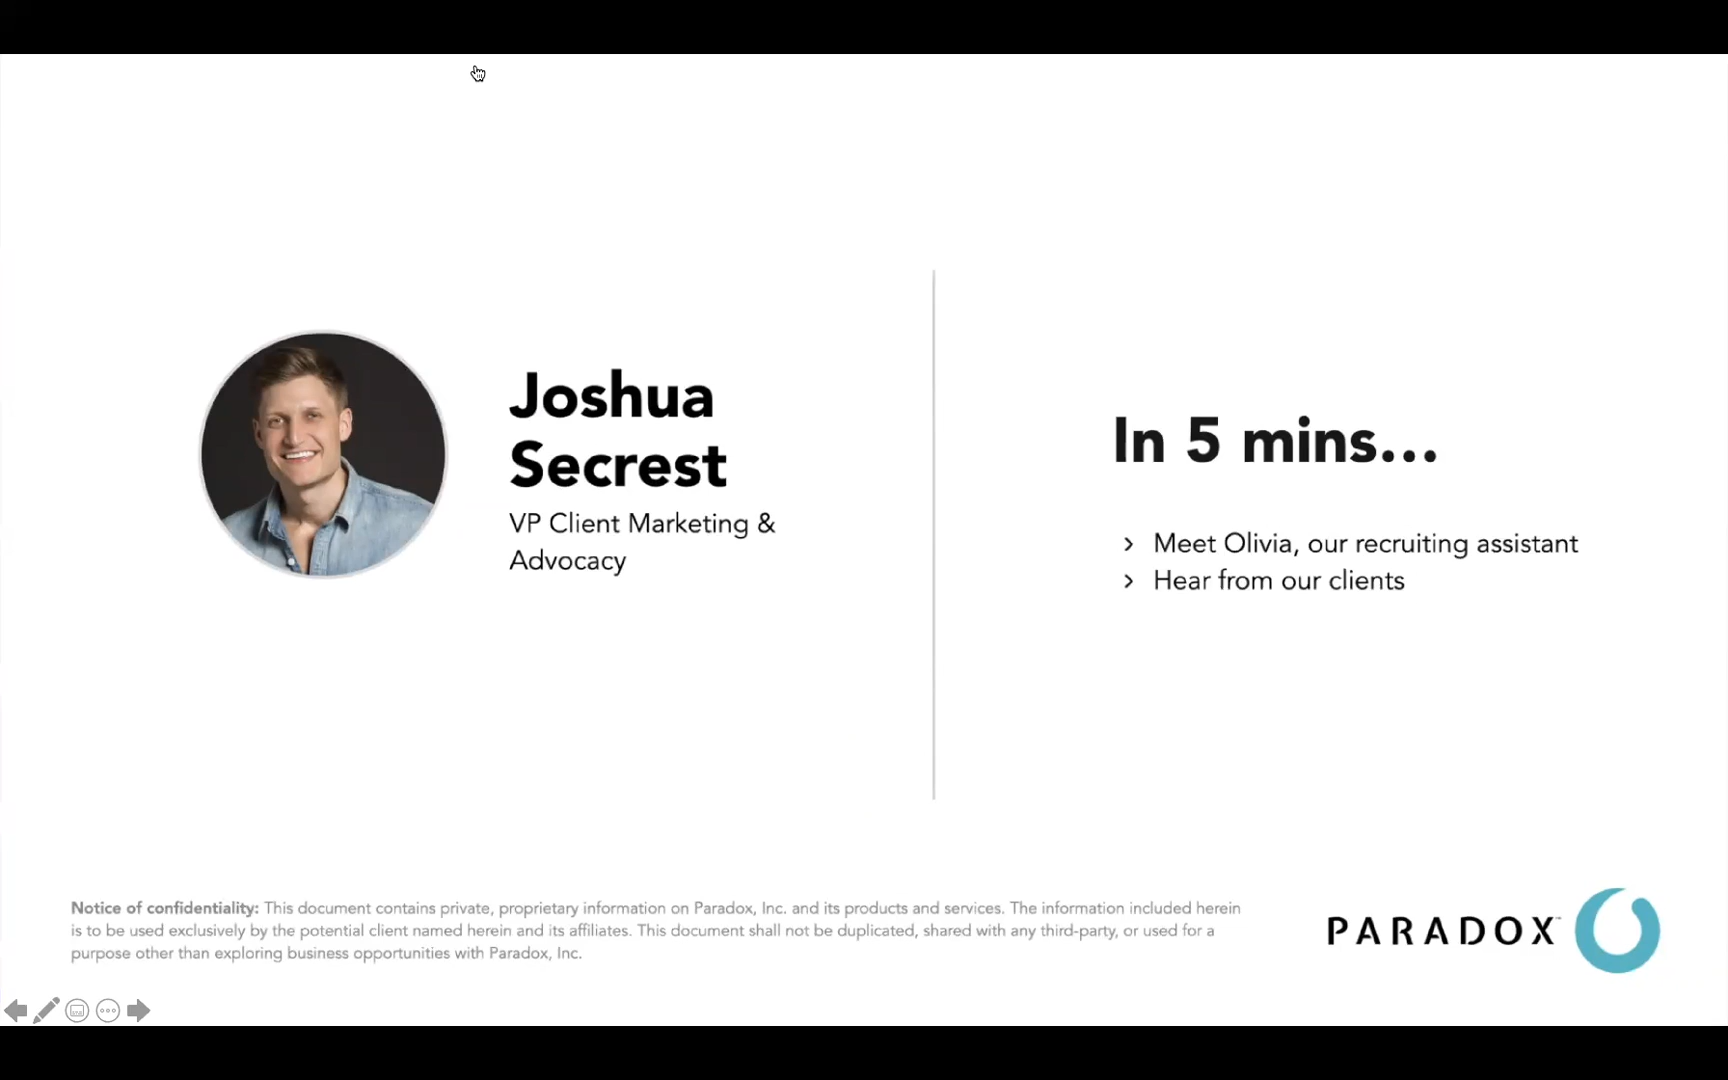 Joshua
Secrest
VP Client Marketing &
Advocacy
In 5 mins...
› Meet Olivia, our recruiting assistant
› Hear from our clients
Notice of confidentiality: This document contains private, proprietary information on Paradox, Inc. and its products and services. The information included herein
is to be used exclusively by the potential client named herein and its affiliates. This document shall not be duplicated, shared with any third-party, or used for a
purpose other than exploring business opportunities with Paradox, Inc.
PARADOX™